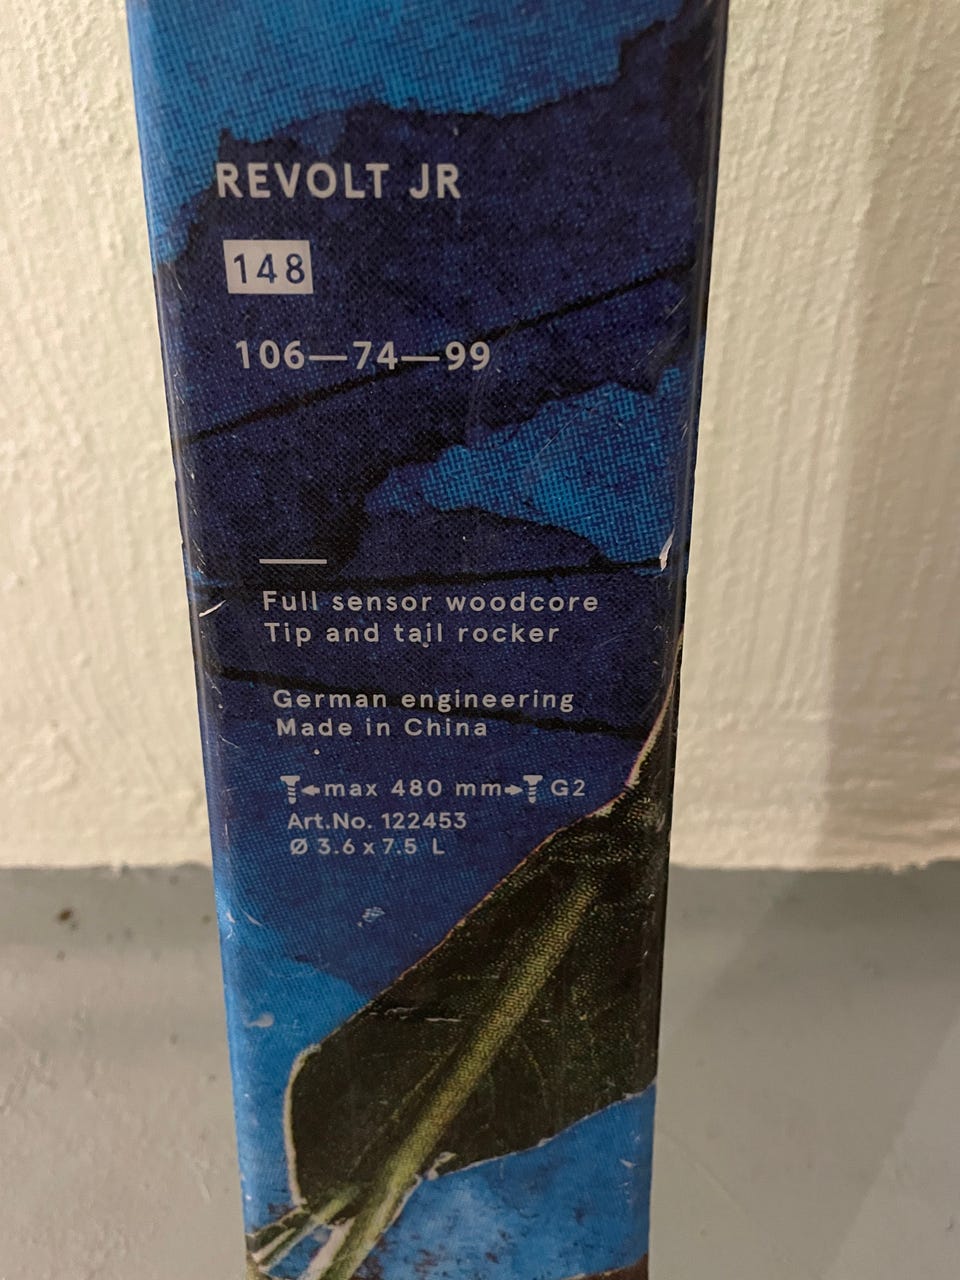 REVOLT JR
148
106—74—99
Full sensor woodcore
Tip and tail rocker
German engineering
Made in China
max 480 mm G2
Art.No. 122453
Ø 3.6 x 7.5 L